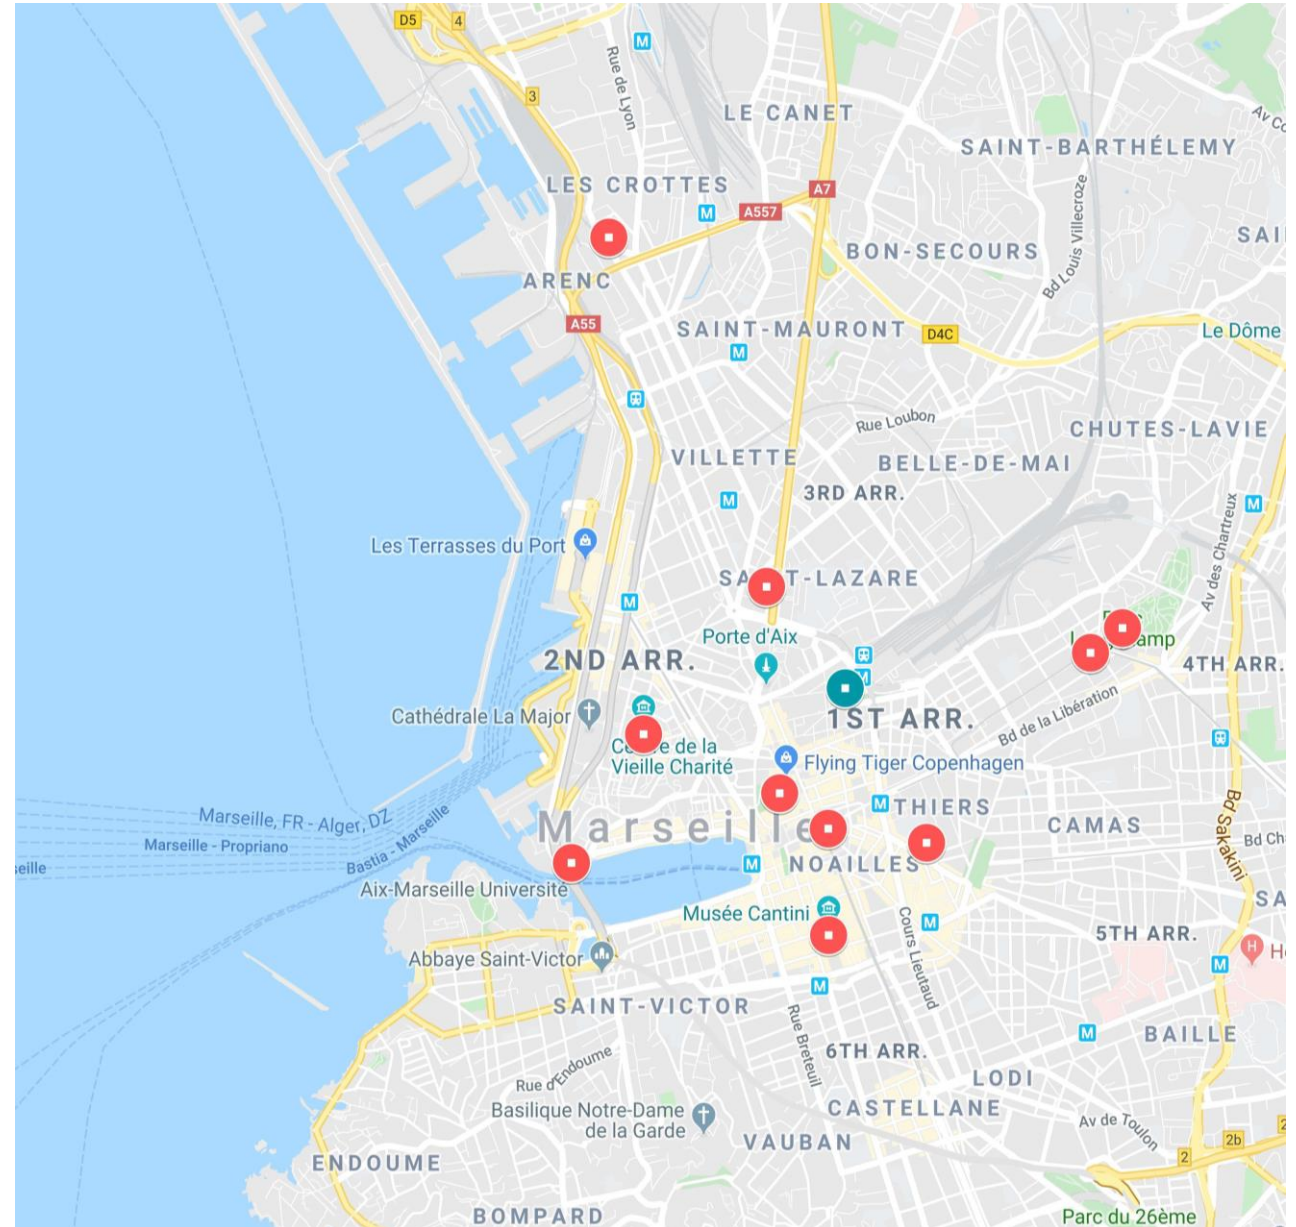 D5
4
M
Rue de Lyon
3
LE CANET
Av Co
SAINT-BARTHÉLEMY
LES CROTTES
A7
M
A557
Bd Louis Villecroze
SAI
BON-SECOURS
ARENC
A55
SAINT-MAURONT
D4C
Le Dôme
M
Rue Loubon
CHUTES-LAVIE
VILLETTE
BELLE-DE-MAI
3RD ARR.
M
M
Av des Chartreux
Les Terrasses du Port
M
Porte d'Aix
2ND ARR.
4TH ARR.
M
Cathédrale La Major
1ST ARR.
Bd de la Libération
de la
Vieille Charité
Flying Tiger Copenhagen
Marseille, FR - Alger, DZ
Marseille - Propriano
Bastia - Marseille
Marseille
M
THIERS
CAMAS
Bd Sakakini
Bd Ch
eille
M
NOAILLES
Aix-Marseille Université
Musée Cantini
Cours Lieutaud
M
SA
5TH ARR.
H
H
Abbaye Saint-Victor
M
M
SAINT-VICTOR
Rue Breteuil
M
BAILLE
6TH ARR.
Rue d'Endoume
LODI
Basilique Notre-Dame
de la Garde
CASTELLANE
Av de Toulon
VAUBAN
2
2b
2
ENDOUME
BOMPARD
Parc du 26ème